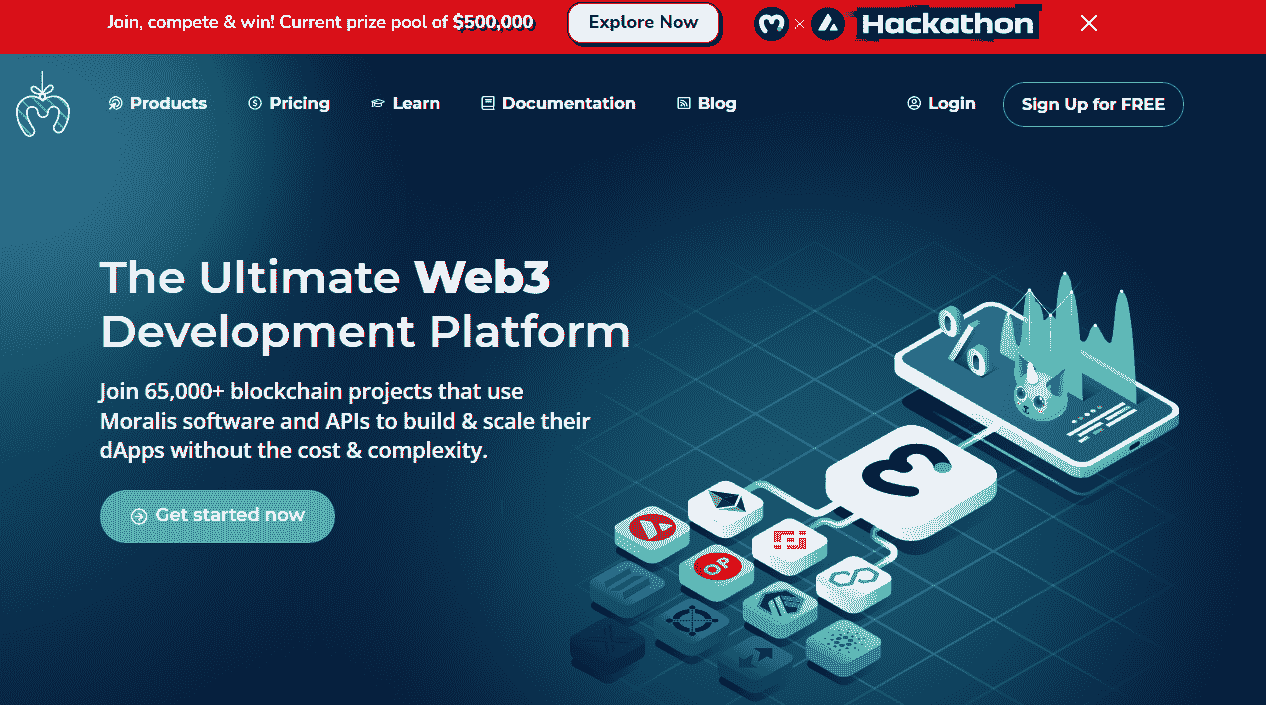 Join, compete & win! Current prize pool of $500,000
Explore Now
Hackathon
Products
Pricing
Learn
Documentation
Blog
Login
Sign Up for FREE
The Ultimate Web3
Development Platform
Join 65,000+ blockchain projects that use
Moralis software and APIs to build & scale their
dApps without the cost & complexity.
Get started now
%
OP